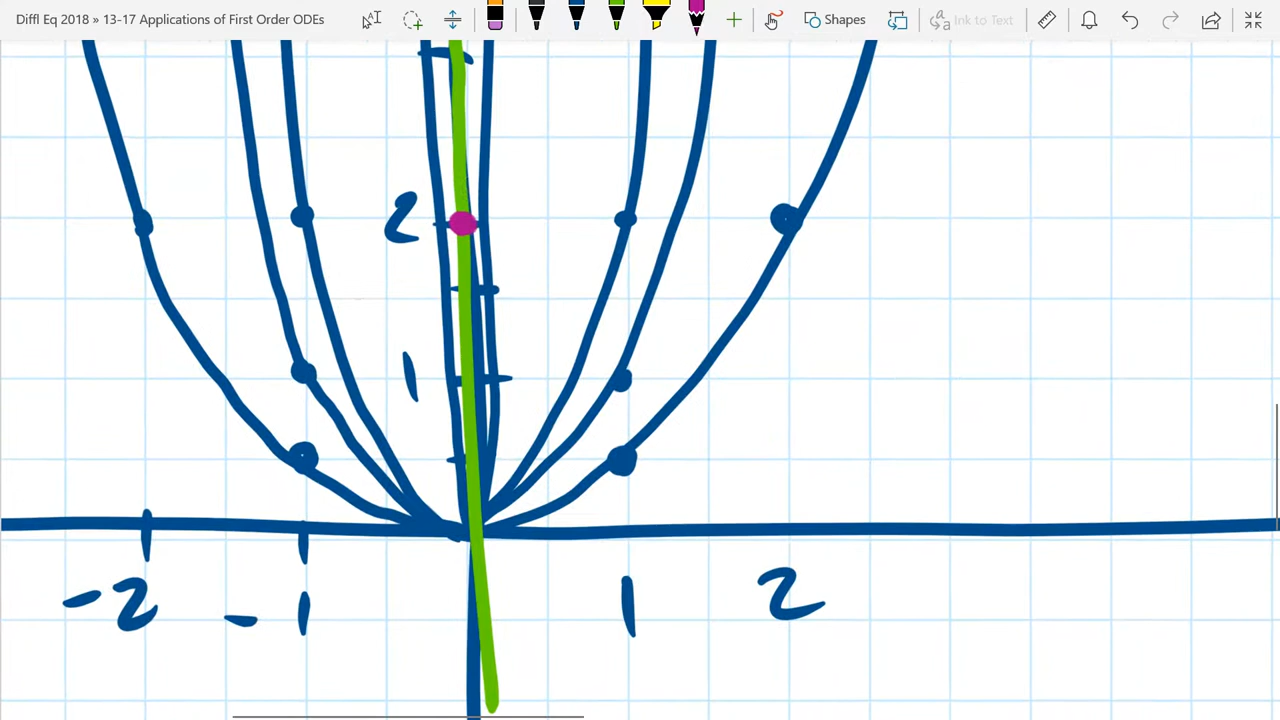 Diffl Eq 2018 » 13-17 Applications of First Order ODEs
Shapes
Ink to Text
2
1
-2
-1
1
2